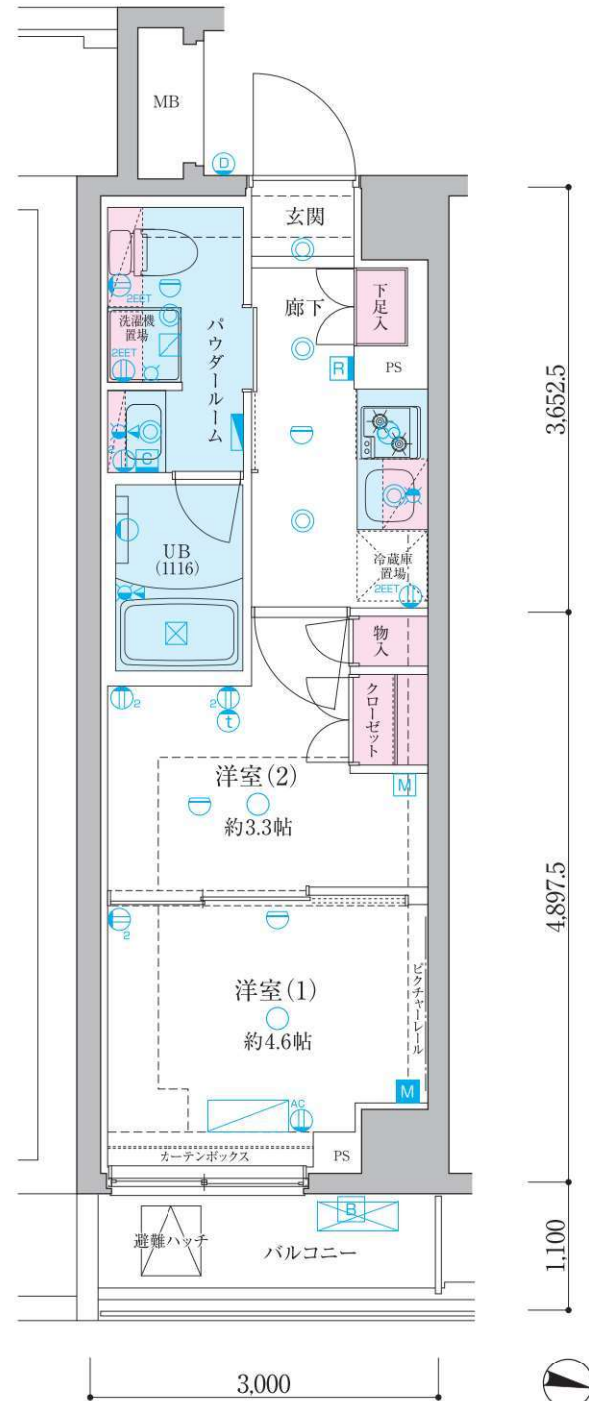 MB
D
玄関
下足入
廊下
2EET
洗濯機
置場
2EET
パウダールーム
R
PS
3,652.5
2
C
UB
(1116)
冷蔵庫
置場
2EET
物入
クローゼット
2
2
t
洋室(2)
約3.3帖
M
4,897.5
2
洋室(1)
約4.6帖
ピクチャーレール
AC
M
カーテンボックス
PS
B
避難ハッチ
バルコニー
1,100
3,000